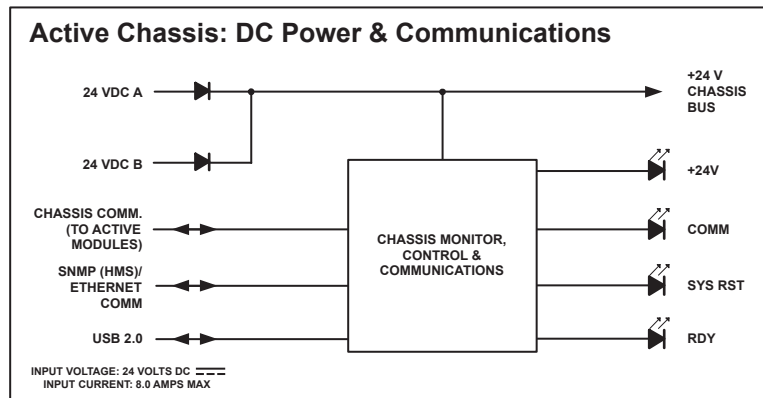 Active Chassis: DC Power & Communications
24 VDC A
+24 V
CHASSIS
BUS
24 VDC B
+24V
CHASSIS COMM.
(TO ACTIVE
MODULES)
CHASSIS MONITOR,
CONTROL &
COMMUNICATIONS
COMM
SNMP (HMS)/
ETHERNET
COMM
SYS RST
USB 2.0
RDY
INPUT VOLTAGE: 24 VOLTS DC
INPUT CURRENT: 8.0 AMPS MAX